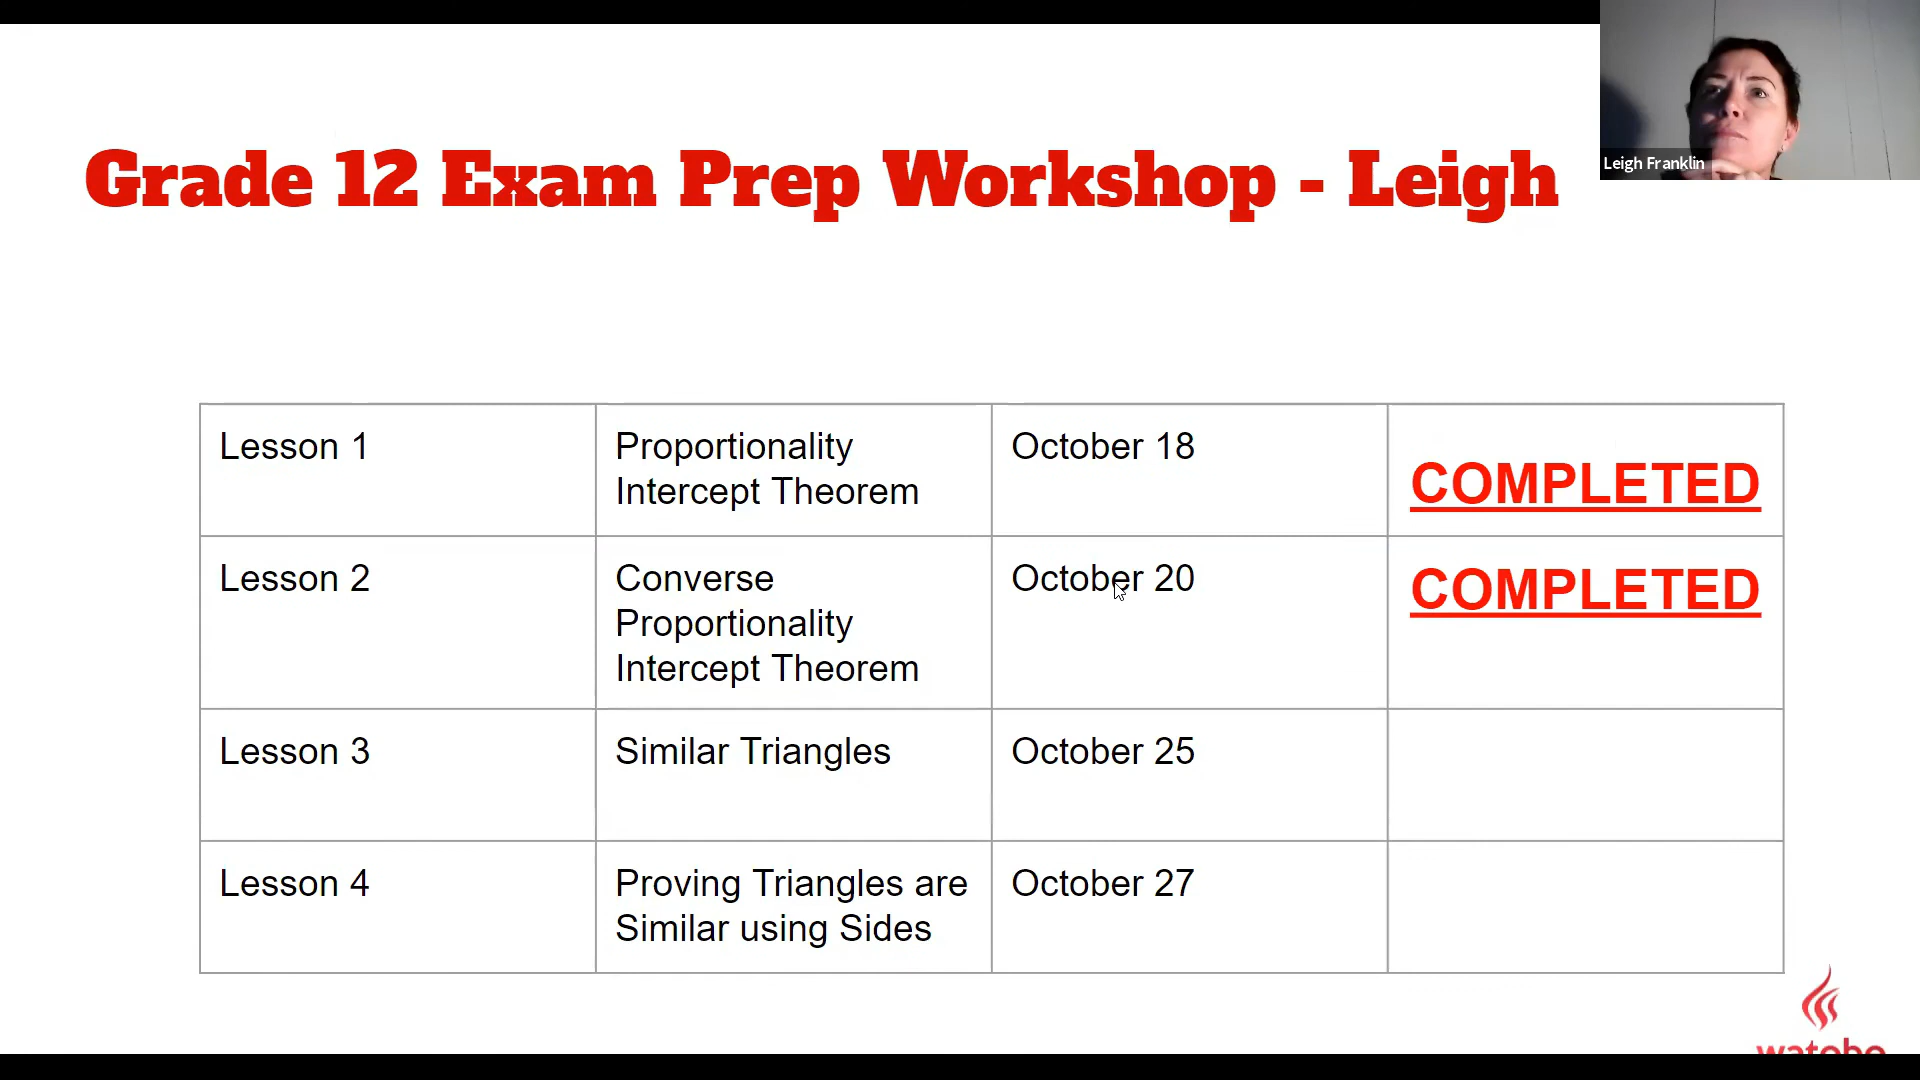 Grade 12 Exam Prep Workshop - Leigh
Leigh Franklin
Lesson 1
Proportionality
Intercept Theorem
October 18
COMPLETED
Lesson 2
Converse
Proportionality
Intercept Theorem
October 20
COMPLETED
Lesson 3
Similar Triangles
October 25
Lesson 4
Proving Triangles are
Similar using Sides
October 27